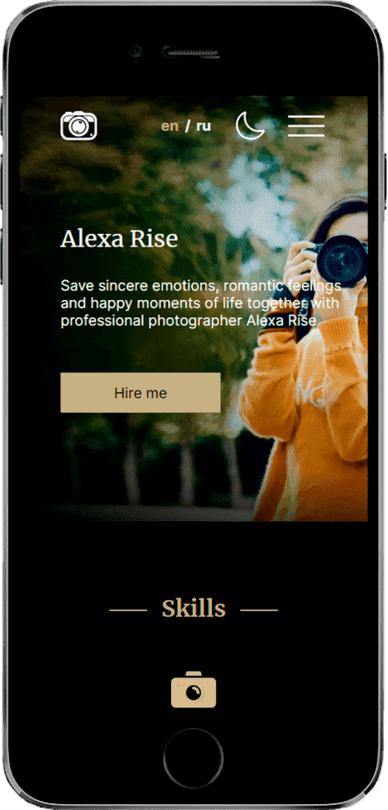 en / ru
Alexa Rise
Save sincere emotions, romantic feelings
and happy moments of life together with
professional photographer Alexa Rise
Hire me
Skills